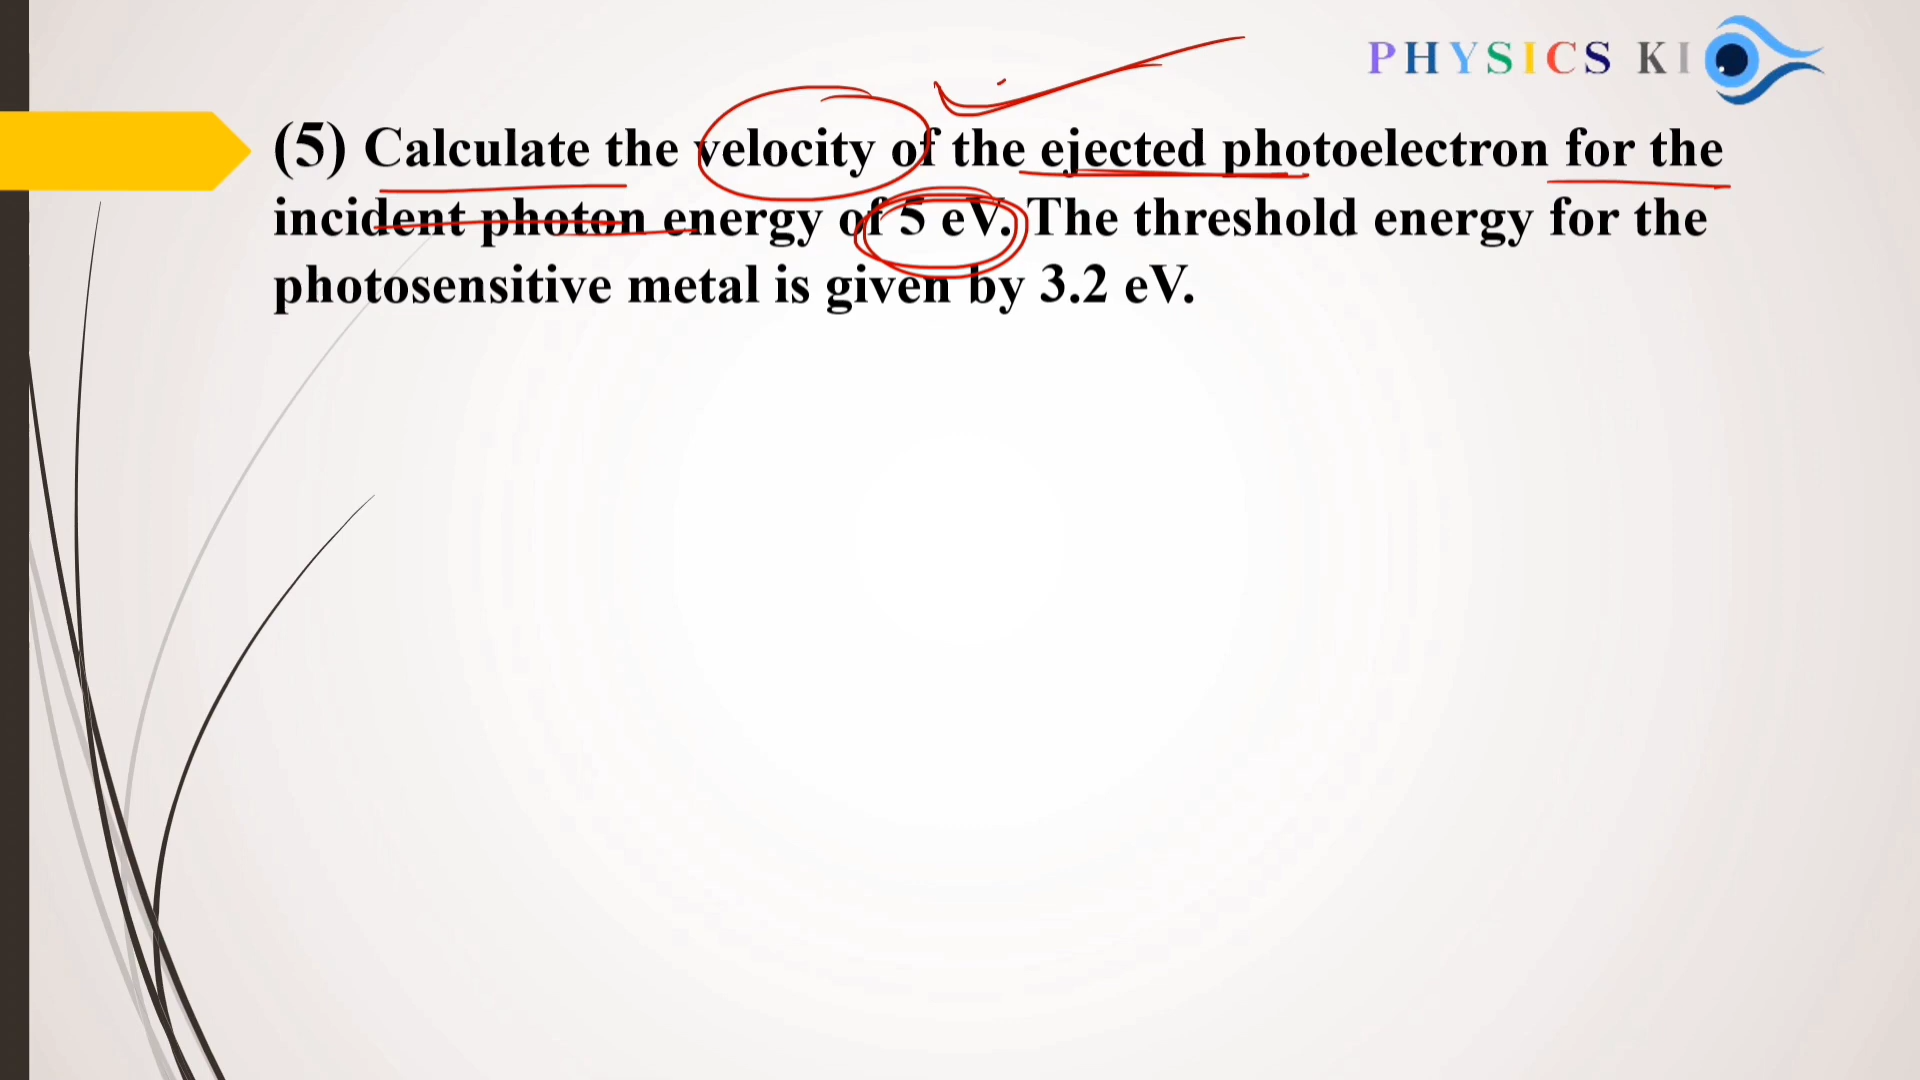 PHYSICS KI
(5) Calculate the velocity of the ejected photoelectron for the
incident photon energy of 5 eV. The threshold energy for the
photosensitive metal is given by 3.2 eV.